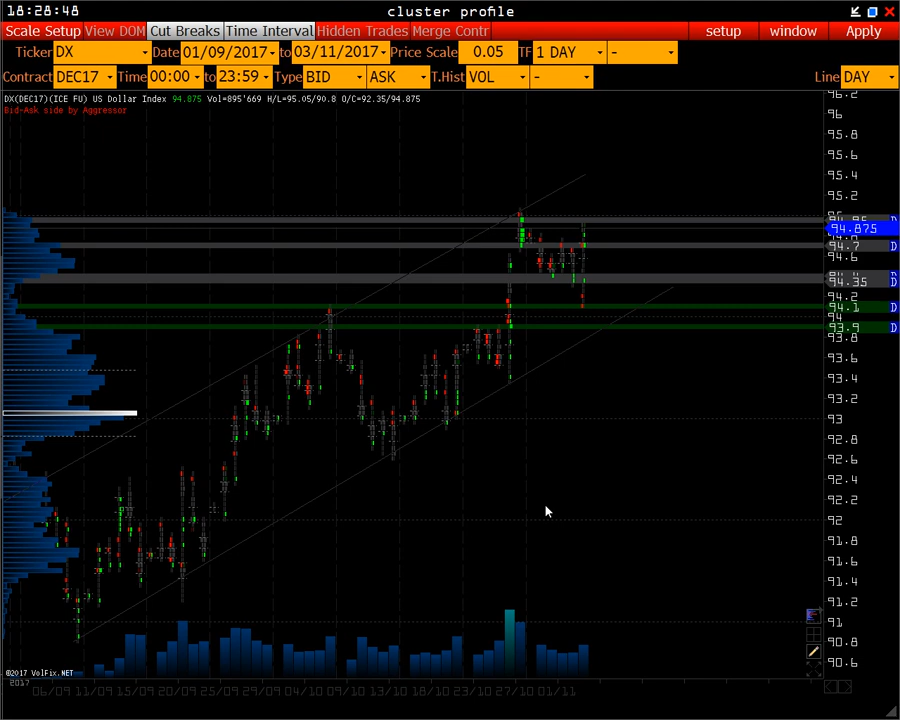 18:28:48 cluster profile
Scale Setup View DOM Cut Breaks Time Interval Hidden Trades Merge Contr setup window Apply
Ticker DX Date 01/09/2017 to 03/11/2017 Price Scale 0.05 TF 1 DAY -
Contract DEC17 Time 00:00 to 23:59 Type BID ASK T.Hist VOL - Line DAY
DX(DEC17)(ICE FU) US Dollar Index 94.875 Vol=895'669 H/L=95.05/90.8 O/C=92.35/94.875
Bid-Ask side by Aggressor
96.2
96
95.8
95.6
95.4
95.2
94.95 D
94.875
94.7 D
94.6
94.35 D
94.2
94.1 D
94
93.9 D
93.8
93.6
93.4
93.2
93
92.8
92.6
92.4
92.2
92
91.8
91.6
91.4
91.2
91
90.8
90.6
©2017 VolFix.NET
2017
06/09 11/09 15/09 20/09 25/09 29/09 04/10 09/10 13/10 18/10 23/10 27/10 01/11